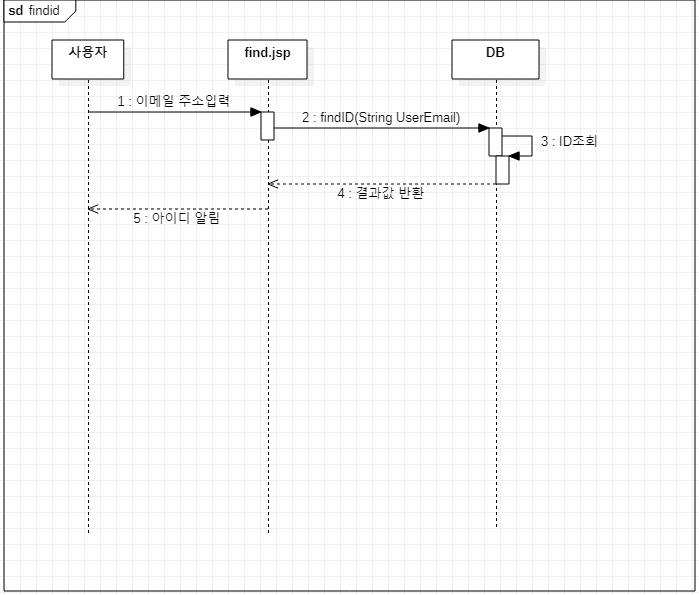 sd findid
사용자
find.jsp
DB
1 : 이메일 주소입력
2 : findID(String UserEmail)
3 : ID조회
4 : 결과값 반환
5 : 아이디 알림